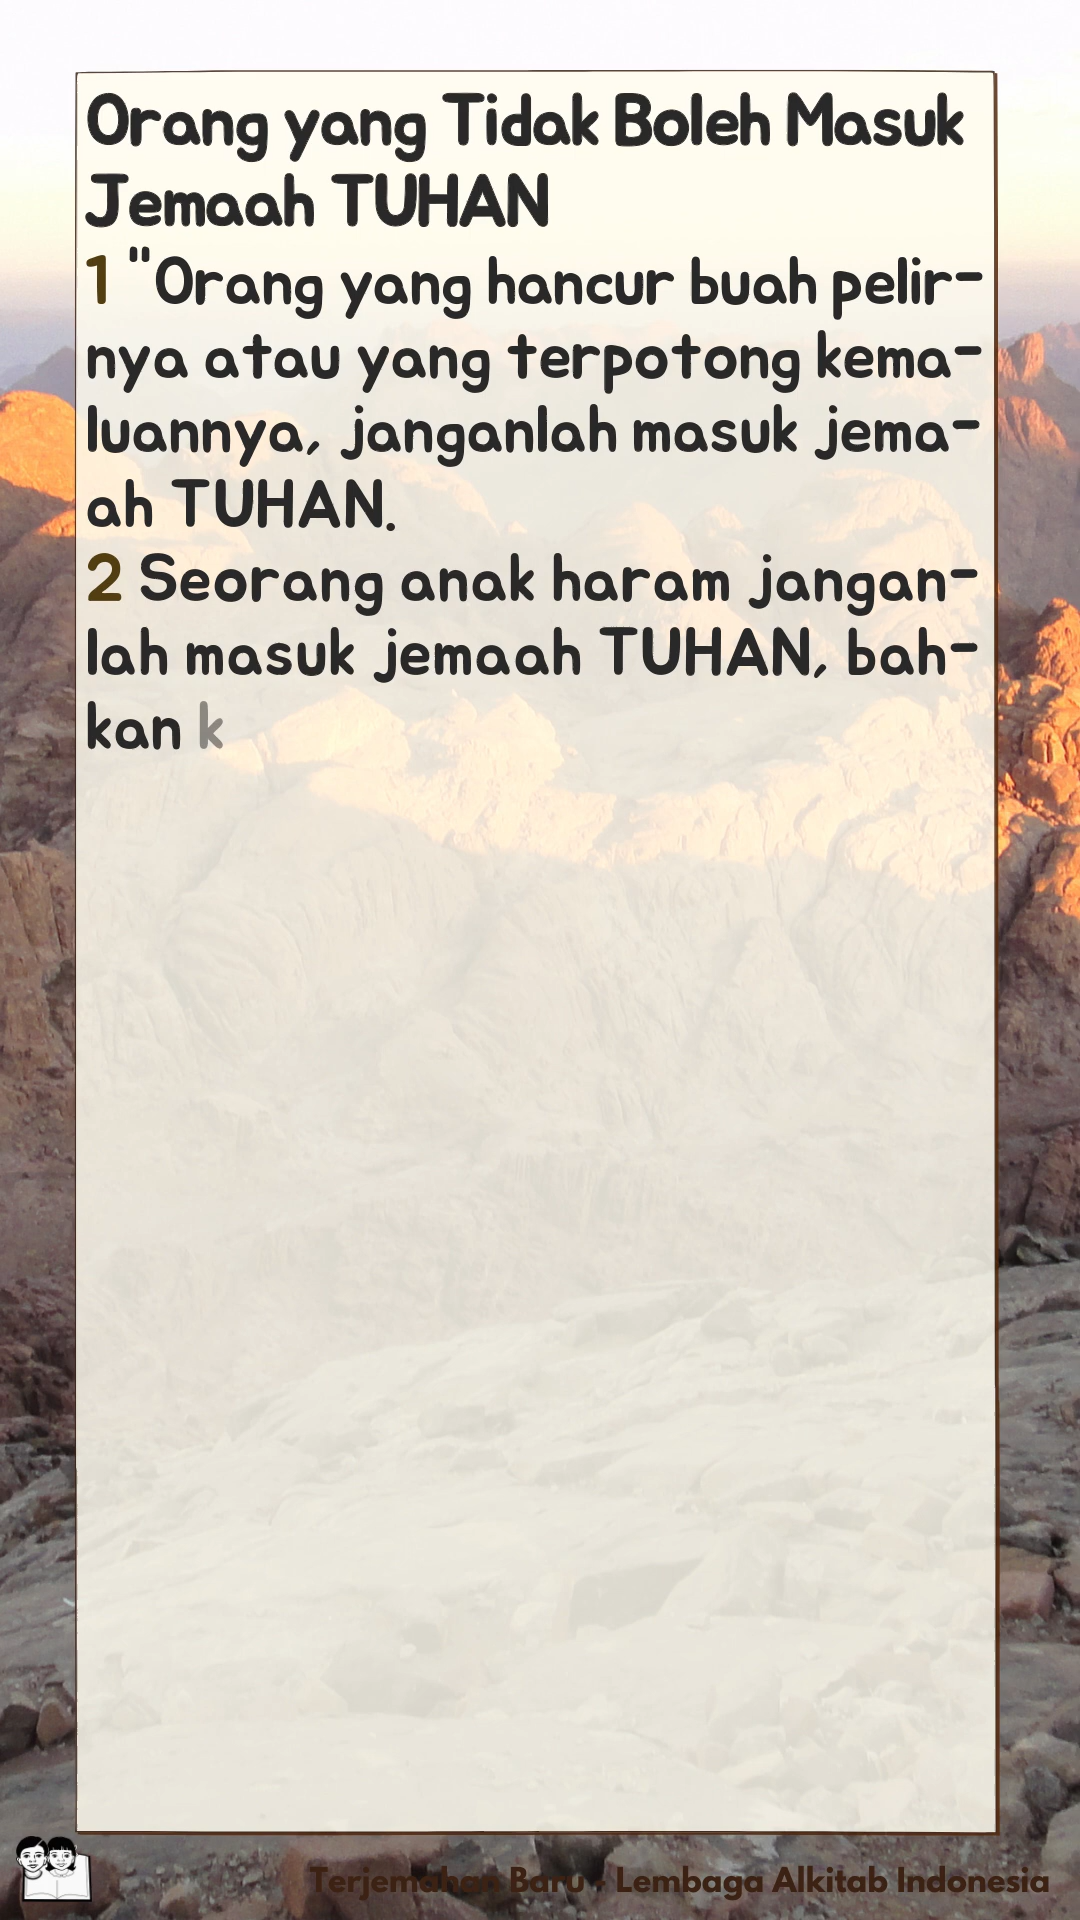 Orang yang Tidak Boleh Masuk
Jemaah TUHAN
1 "Orang yang hancur buah pelir-
nya atau yang terpotong kema-
luannya, janganlah masuk jema-
ah TUHAN.
2 Seorang anak haram jangan-
lah masuk jemaah TUHAN, bah-
kan k
Terjemahan Baru - Lembaga Alkitab Indonesia